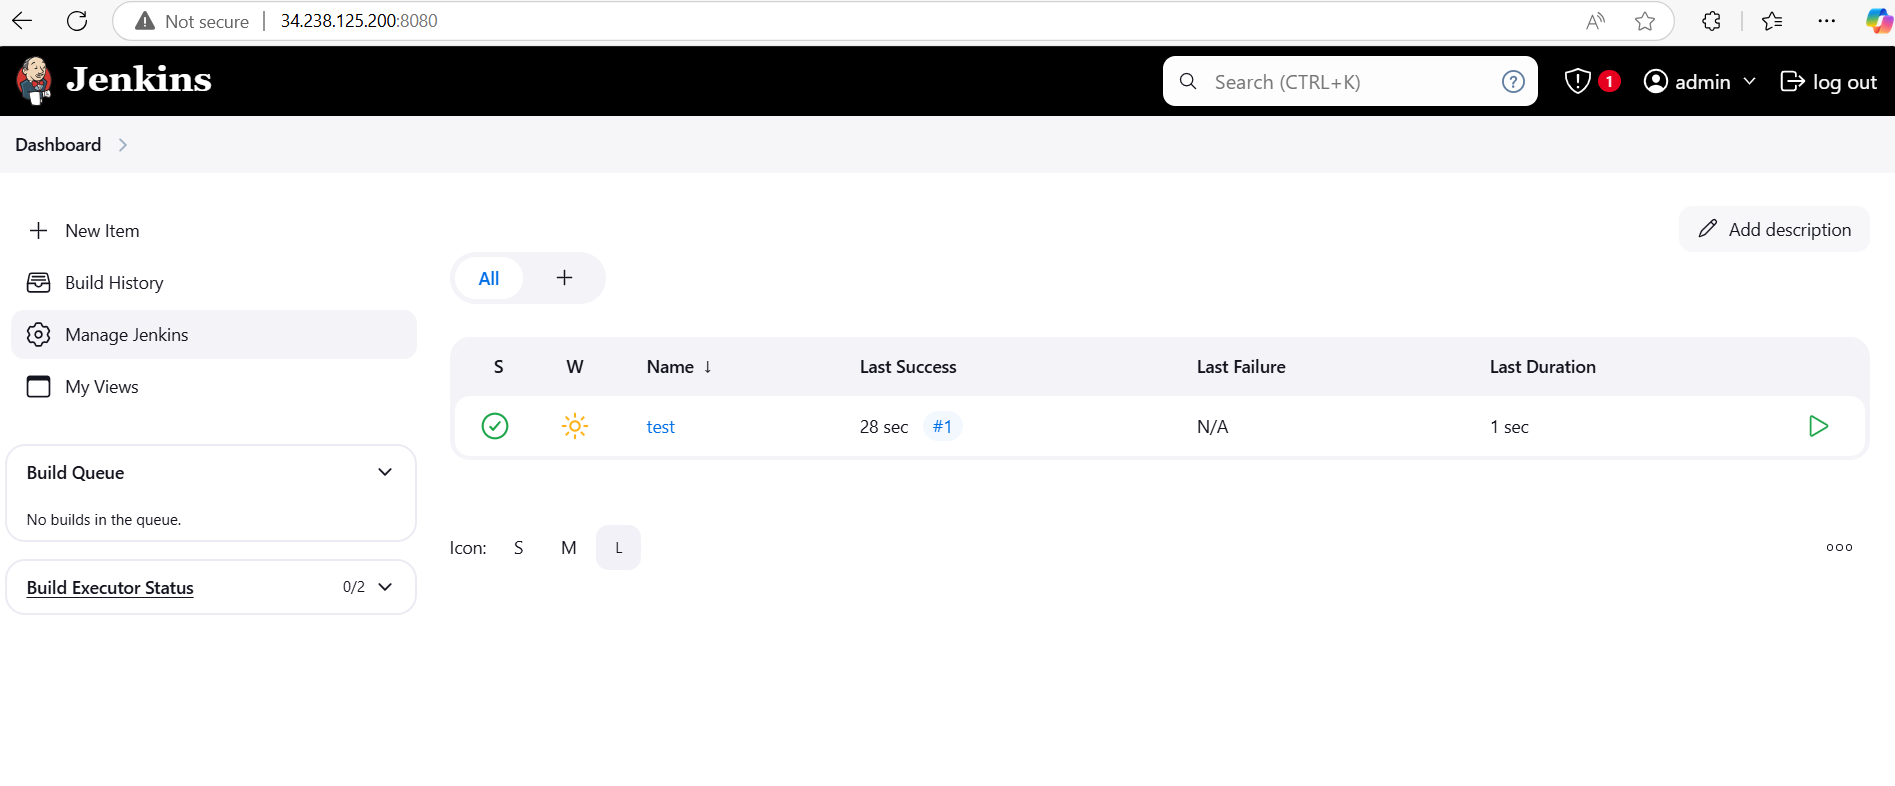 Not secure 34.238.125.200:8080
Jenkins
Search (CTRL+K)
?
1
admin
log out
Dashboard
New Item
Add description
Build History
All +
Manage Jenkins
My Views
S W Name ↓ Last Success Last Failure Last Duration
test 28 sec #1 N/A 1 sec
Build Queue
No builds in the queue.
Icon: S M L
Build Executor Status 0/2